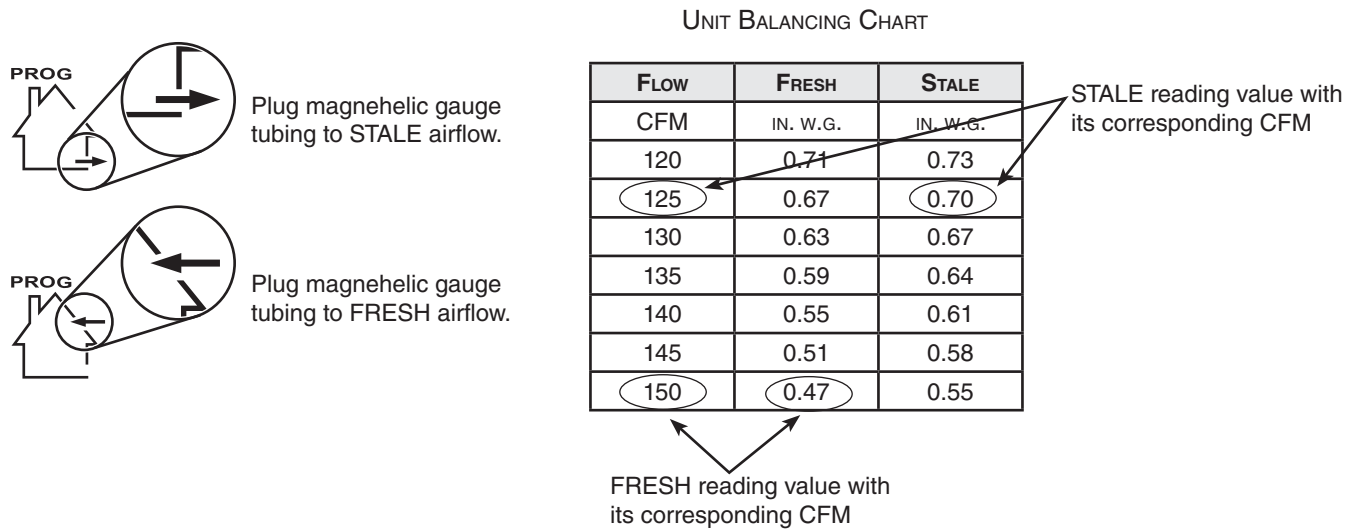 PROG
Plug magnehelic gauge
tubing to STALE airflow.
PROG
Plug magnehelic gauge
tubing to FRESH airflow.
UNIT BALANCING CHART
FLOW FRESH STALE
CFM IN. W.G. IN. W.G.
120 0.71 0.73
125 0.67 0.70
130 0.63 0.67
135 0.59 0.64
140 0.55 0.61
145 0.51 0.58
150 0.47 0.55
STALE reading value with
its corresponding CFM
FRESH reading value with
its corresponding CFM